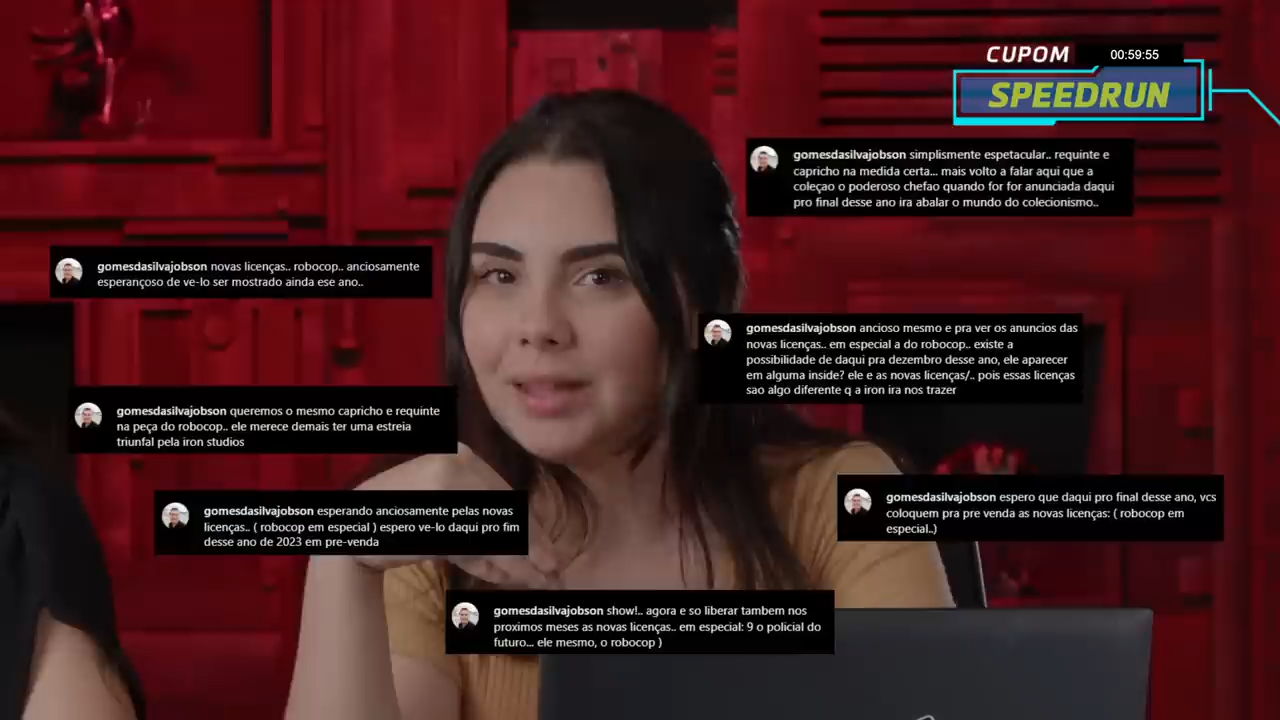 CUPOM 00:59:55
SPEEDRUN
gomesdasilvajobson simplismente espetacular.. requinte e
capricho na medida certa... mais volto a falar aqui que a
coleçao o poderoso chefao quando for for anunciada daqui
pro final desse ano ira abalar o mundo do colecionismo..
gomesdasilvajobson novas licenças.. robocop.. anciosamente
esperançoso de ve-lo ser mostrado ainda ese ano..
gomesdasilvajobson ancioso mesmo e pra ver os anuncios das
novas licenças.. em especial a do robocop.. existe a
possibilidade de daqui pra dezembro desse ano, ele aparecer
em alguma inside? ele e as novas licenças/.. pois essas licenças
sao algo diferente q a iron ira nos trazer
gomesdasilvajobson queremos o mesmo capricho e requinte
na peça do robocop.. ele merece demais ter uma estreia
triunfal pela iron studios
gomesdasilvajobson esperando anciosamente pelas novas
licenças.. ( robocop em especial ) espero ve-lo daqui pro fim
desse ano de 2023 em pre-venda
gomesdasilvajobson espero que daqui pro final desse ano, vcs
coloquem pra pre venda as novas licenças: ( robocop em
especial..)
gomesdasilvajobson show!.. agora e so liberar tambem nos
proximos meses as novas licenças.. em especial: 9 o policial do
futuro... ele mesmo, o robocop )